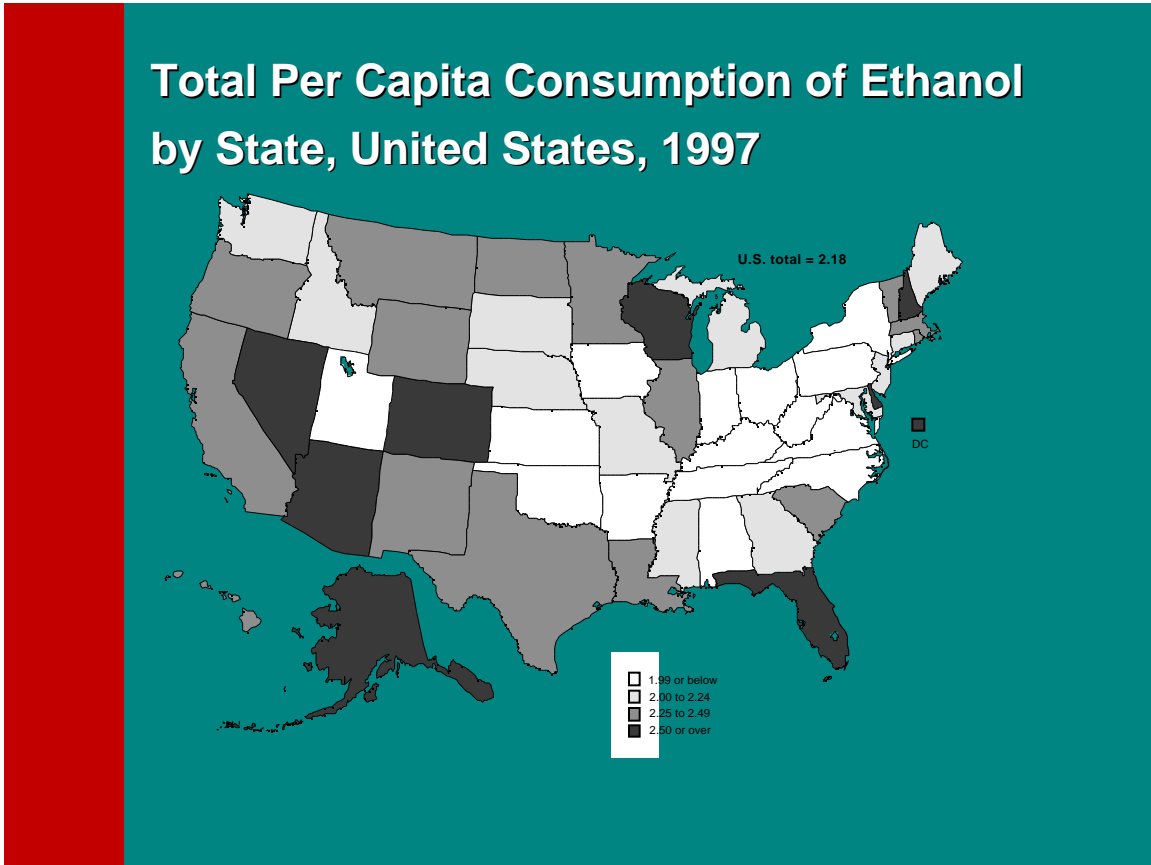 Total Per Capita Consumption of Ethanol
by State, United States, 1997
U.S. total = 2.18
DC
1.99 or below
2.00 to 2.24
2.25 to 2.49
2.50 or over